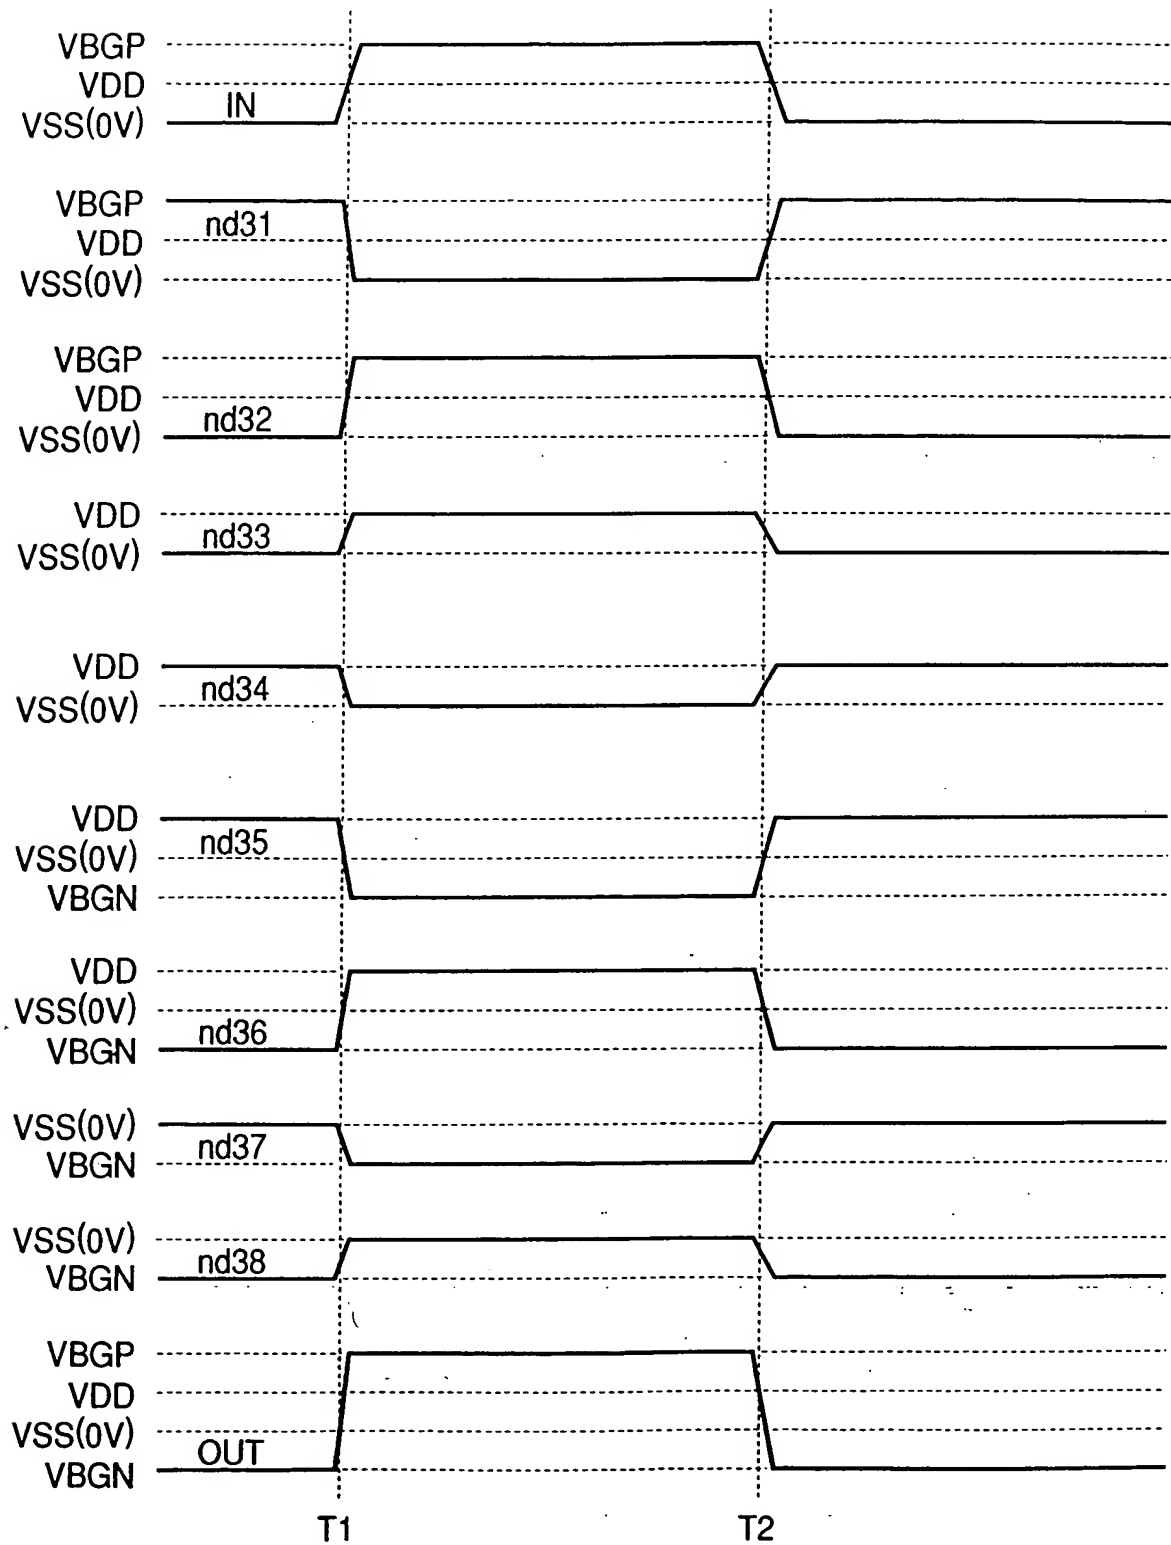 VBGP
VDD
IN
VSS(0V)
VBGP
nd31
VDD
VSS(0V)
VBGP
VDD
nd32
VSS(0V)
VDD
nd33
VSS(0V)
VDD
nd34
VSS(0V)
VDD
nd35
VSS(0V)
VBGN
VDD
VSS(0V)
nd36
VBGN
VSS(0V)
nd37
VBGN
VSS(0V)
nd38
VBGN
VBGP
VDD
VSS(0V)
OUT
VBGN
T1 T2